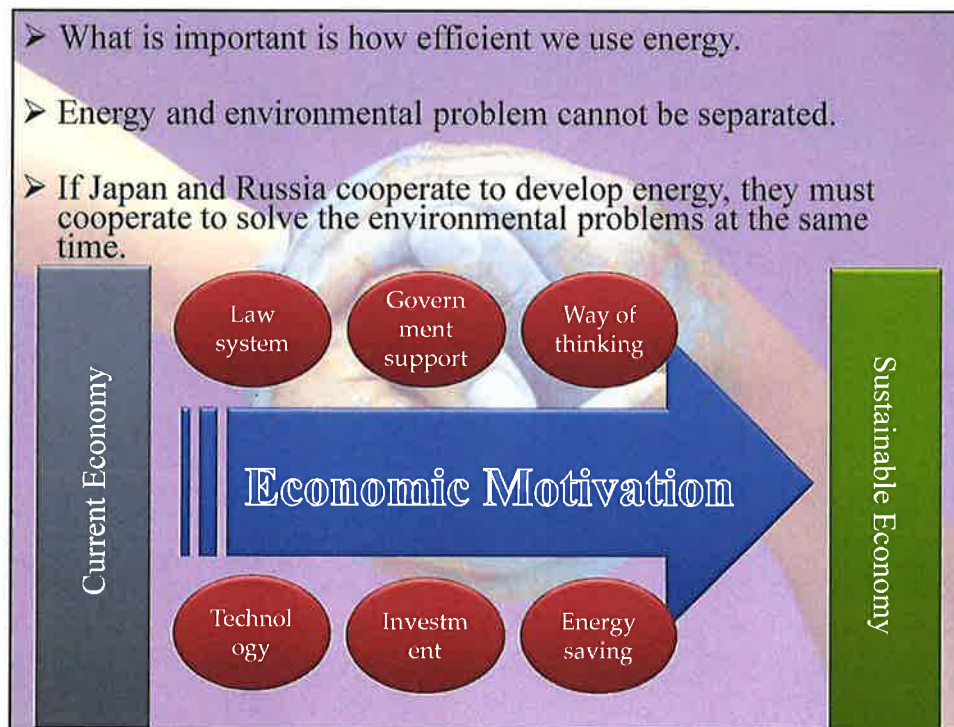 ➢ What is important is how efficient we use energy.
➢ Energy and environmental problem cannot be separated.
➢ If Japan and Russia cooperate to develop energy, they must
cooperate to solve the environmental problems at the same
time.
Current Economy
Law
system
Govern
ment
support
Way of
thinking
Economic Motivation
Technol
ogy
Investm
ent
Energy
saving
Sustainable Economy